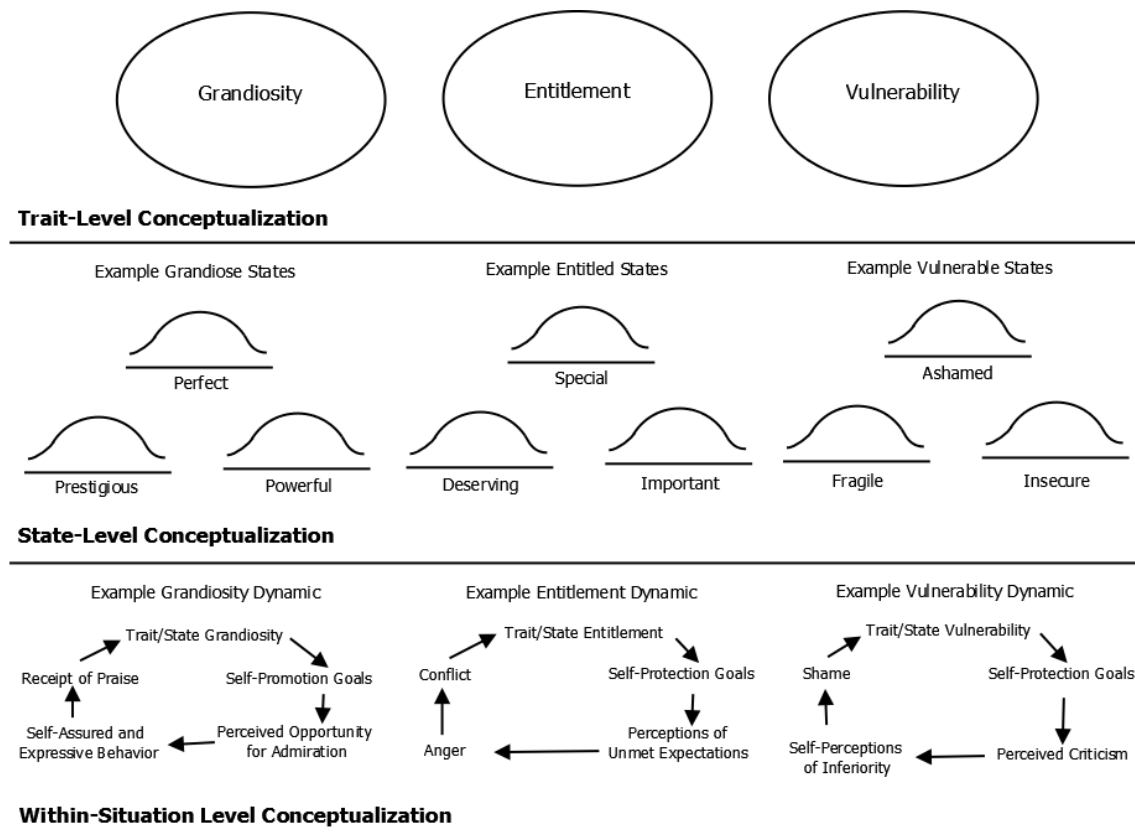 Grandiosity
Entitlement
Vulnerability
Trait-Level Conceptualization
Example Grandiose States
Example Entitled States
Example Vulnerable States
Perfect
Special
Ashamed
Prestigious
Powerful
Deserving
Important
Fragile
Insecure
State-Level Conceptualization
Example Grandiosity Dynamic
Example Entitlement Dynamic
Example Vulnerability Dynamic
Trait/State Grandiosity
Self-Promotion Goals
Perceived Opportunity
for Admiration
Self-Assured and
Expressive Behavior
Receipt of Praise
Trait/State Entitlement
Self-Protection Goals
Perceptions of
Unmet Expectations
Anger
Conflict
Trait/State Vulnerability
Self-Protection Goals
Perceived Criticism
Self-Perceptions
of Inferiority
Shame
Within-Situation Level Conceptualization